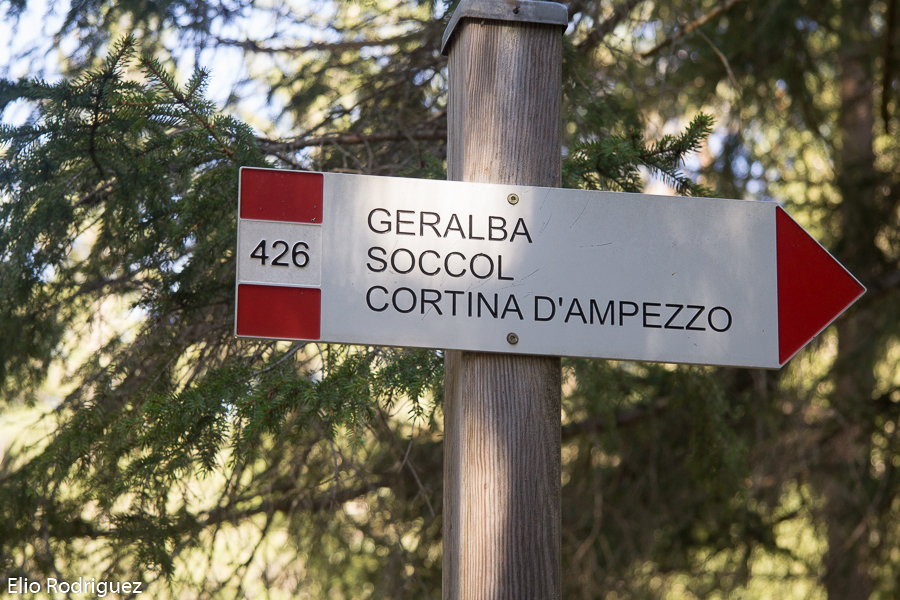 426
GERALBA
SOCCOL
CORTINA D'AMPEZZO
Elio Rodriguez